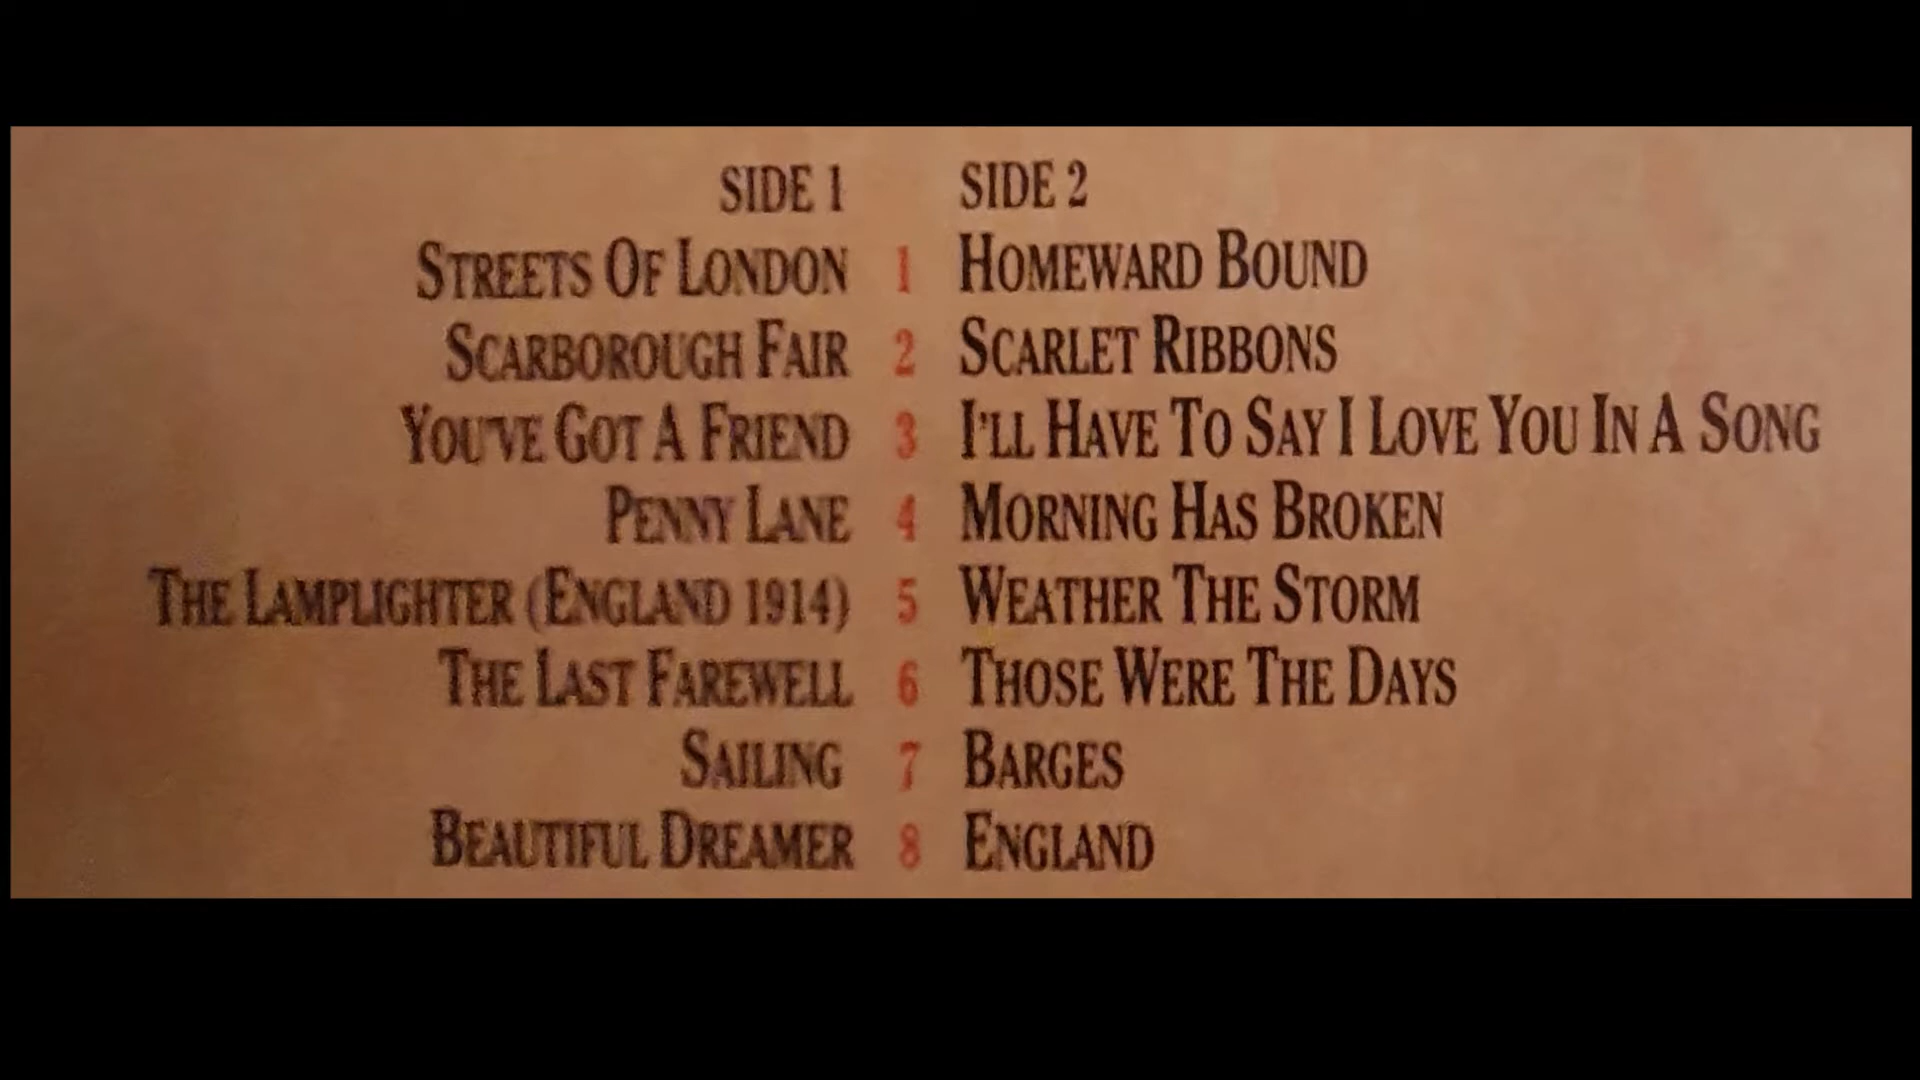 SIDE 1 SIDE 2
STREETS OF LONDON 1 HOMEWARD BOUND
SCARBOROUGH FAIR 2 SCARLET RIBBONS
YOU'VE GOT A FRIEND 3 I'LL HAVE TO SAY I LOVE YOU IN A SONG
PENNY LANE 4 MORNING HAS BROKEN
THE LAMPLIGHTER (ENGLAND 1914) 5 WEATHER THE STORM
THE LAST FAREWELL 6 THOSE WERE THE DAYS
SAILING 7 BARGES
BEAUTIFUL DREAMER 8 ENGLAND